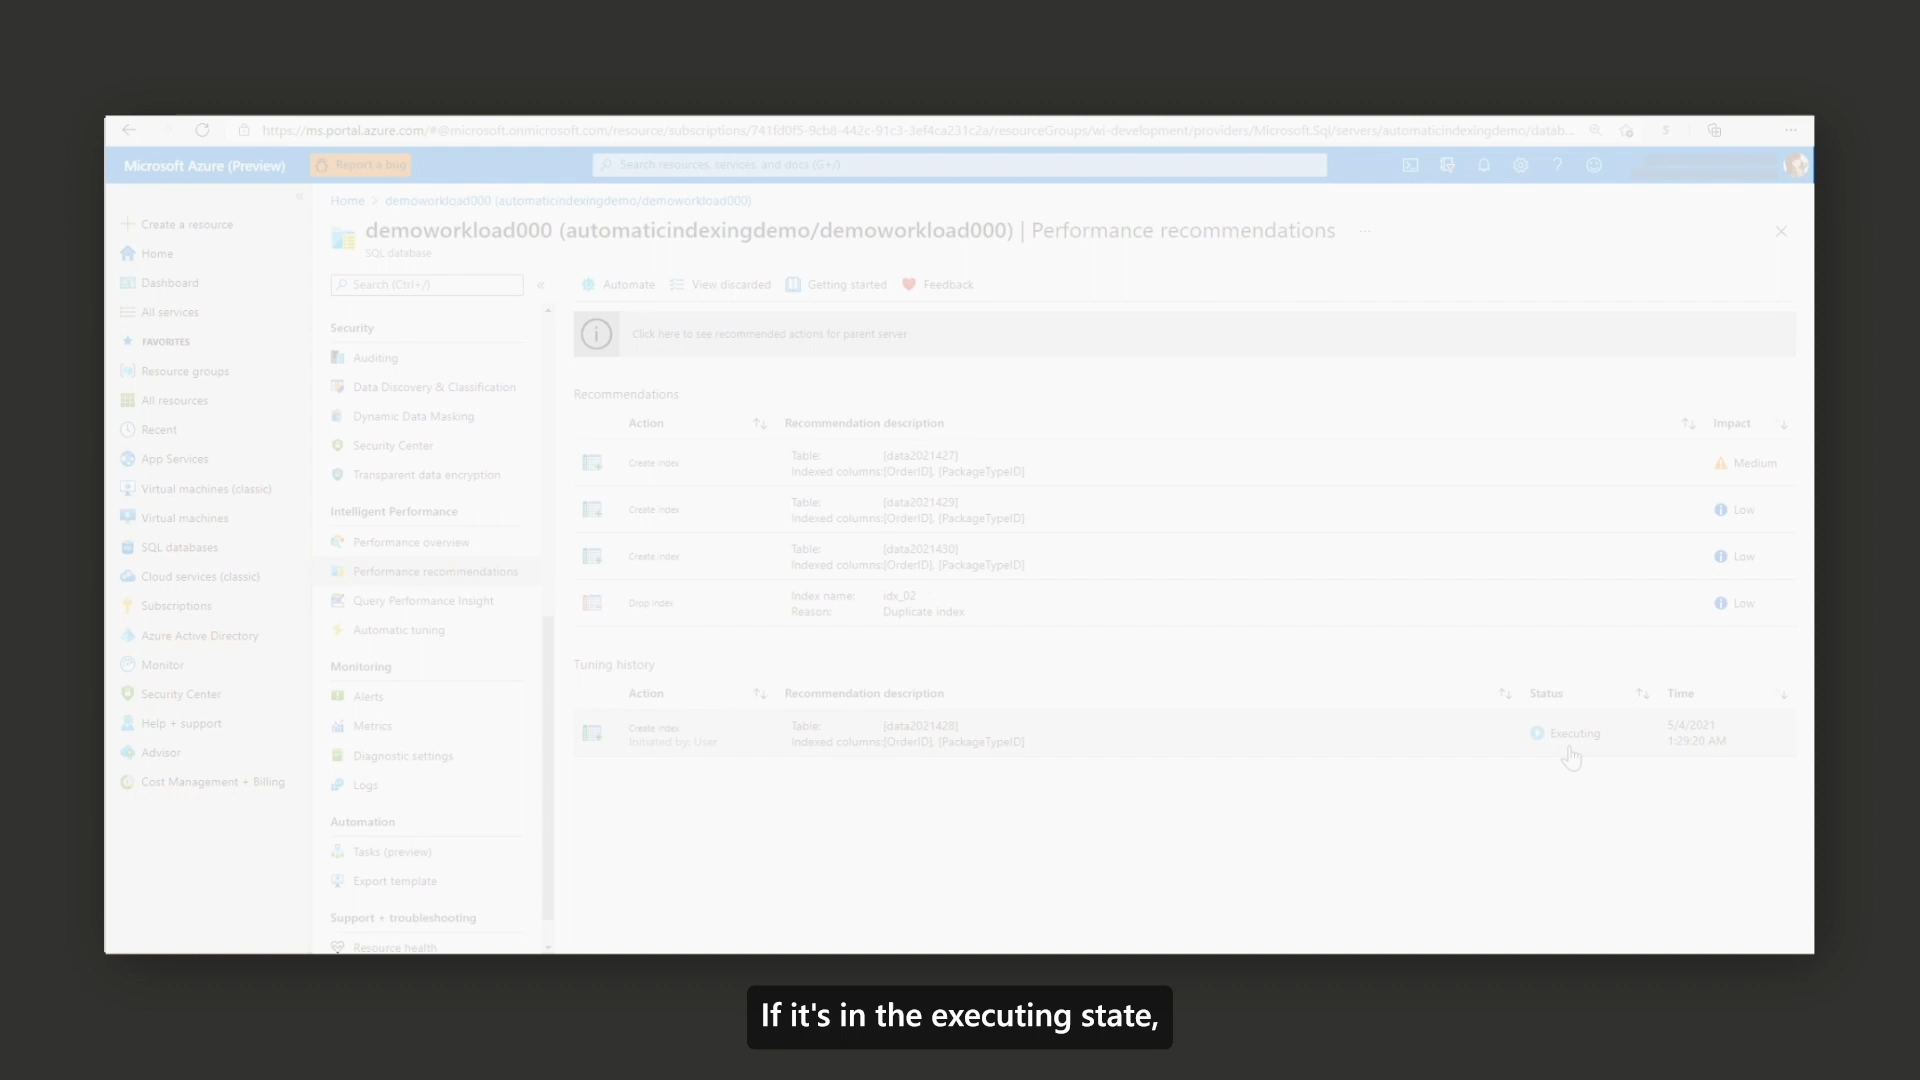 https://ms.portal.azure.com/#@microsoft.onmicrosoft.com/resource/subscriptions/741fd0f5-9cb8-442c-91c3-3ef4ca231c2a/resourceGroups/wi-development/providers/Microsoft.Sql/servers/automaticindexingdemo/datab...
Microsoft Azure (Preview)
Report a bug
Search resources, services, and docs (G+/)
Create a resource
Home
Dashboard
All services
FAVORITES
Resource groups
All resources
Recent
App Services
Virtual machines (classic)
Virtual machines
SQL databases
Cloud services (classic)
Subscriptions
Azure Active Directory
Monitor
Security Center
Help + support
Advisor
Cost Management + Billing
Home > demoworkload000 (automaticindexingdemo/demoworkload000)
demoworkload000 (automaticindexingdemo/demoworkload000) | Performance recommendations ...
SQL database
Search (Ctrl+/)
Security
Auditing
Data Discovery & Classification
Dynamic Data Masking
Security Center
Transparent data encryption
Intelligent Performance
Performance overview
Performance recommendations
Query Performance Insight
Automatic tuning
Monitoring
Alerts
Metrics
Diagnostic settings
Logs
Automation
Tasks (preview)
Export template
Support + troubleshooting
Resource health
Automate View discarded Getting started Feedback
Click here to see recommended actions for parent server
Recommendations
Action Recommendation description Impact
Create index Table: [data2021427] Medium
Indexed columns:[OrderID], [PackageTypeID]
Create index Table: [data2021429] Low
Indexed columns:[OrderID], [PackageTypeID]
Create index Table: [data2021430] Low
Indexed columns:[OrderID], [PackageTypeID]
Drop index Index name: idx_02 Low
Reason: Duplicate index
Tuning history
Action Recommendation description Status Time
Create index Table: [data2021428] Executing 5/4/2021
Initiated by: User Indexed columns:[OrderID], [PackageTypeID] 1:29:20 AM
If it's in the executing state,